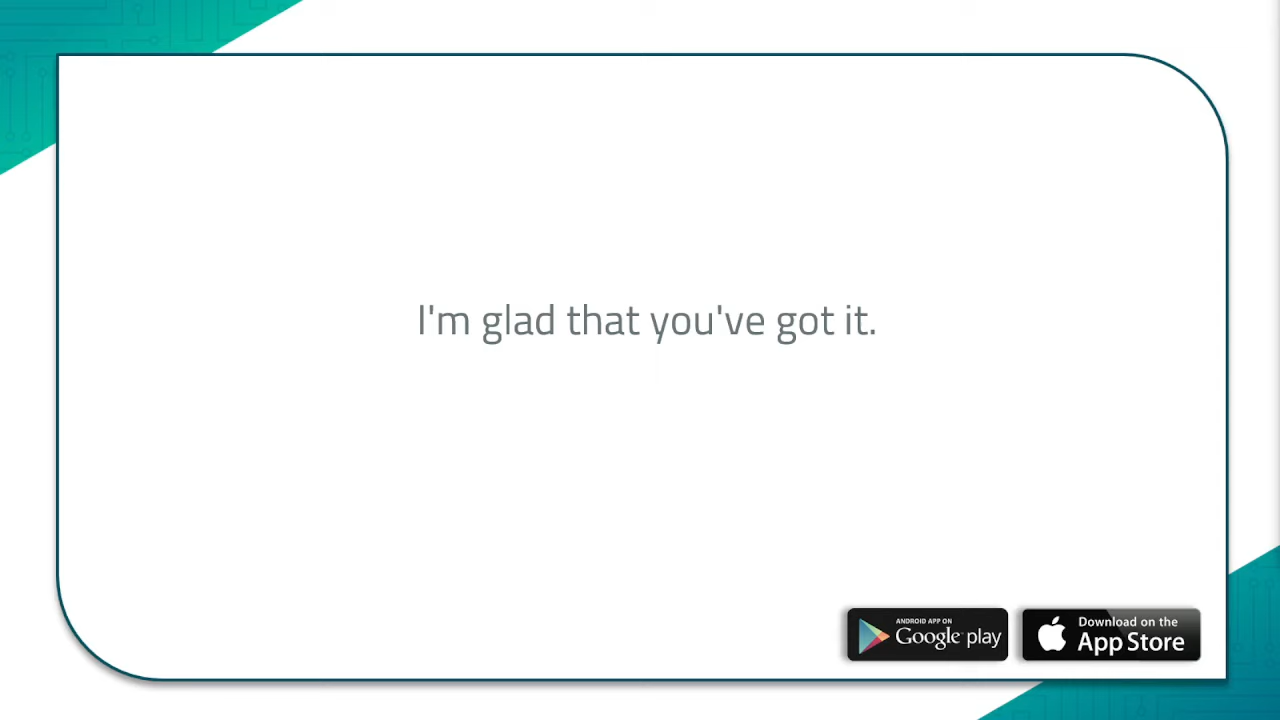 I'm glad that you've got it.
ANDROID APP ON
Google play
Download on the
App Store